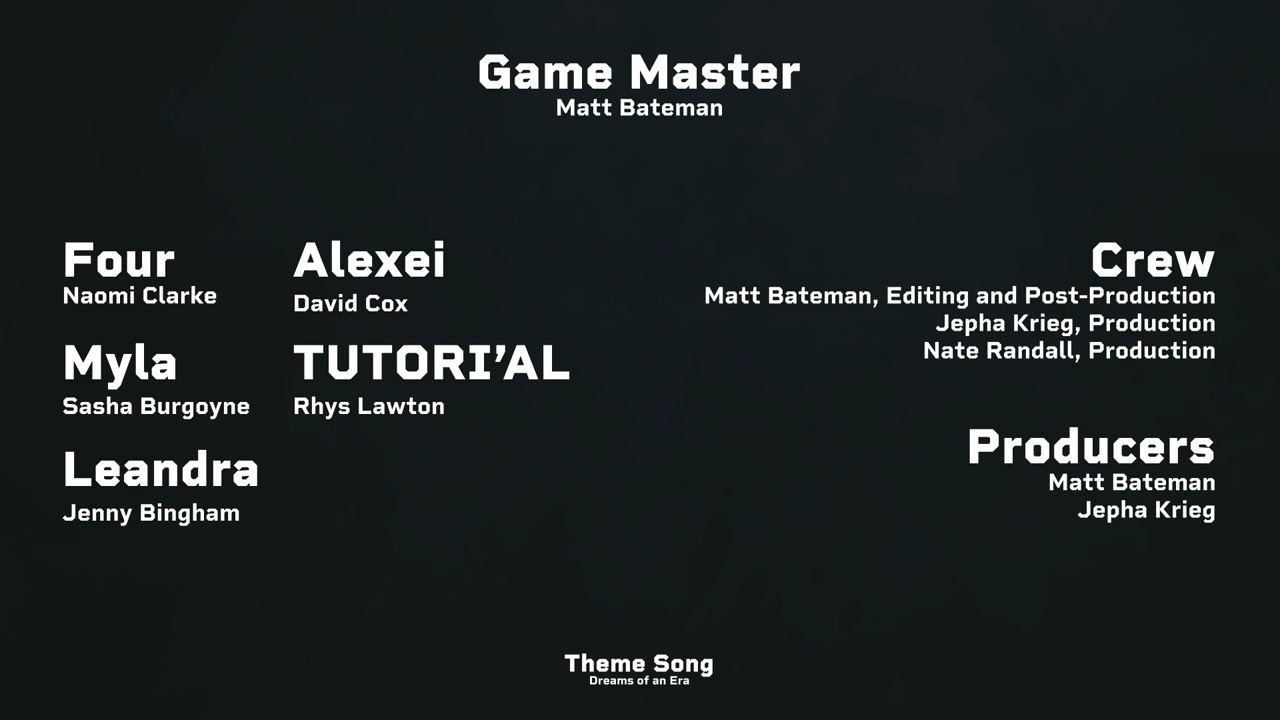 Game Master
Matt Bateman
Four
Naomi Clarke
Myla
Sasha Burgoyne
Leandra
Jenny Bingham
Alexei
David Cox
TUTORI’AL
Rhys Lawton
Crew
Matt Bateman, Editing and Post-Production
Jepha Krieg, Production
Nate Randall, Production
Producers
Matt Bateman
Jepha Krieg
Theme Song
Dreams of an Era